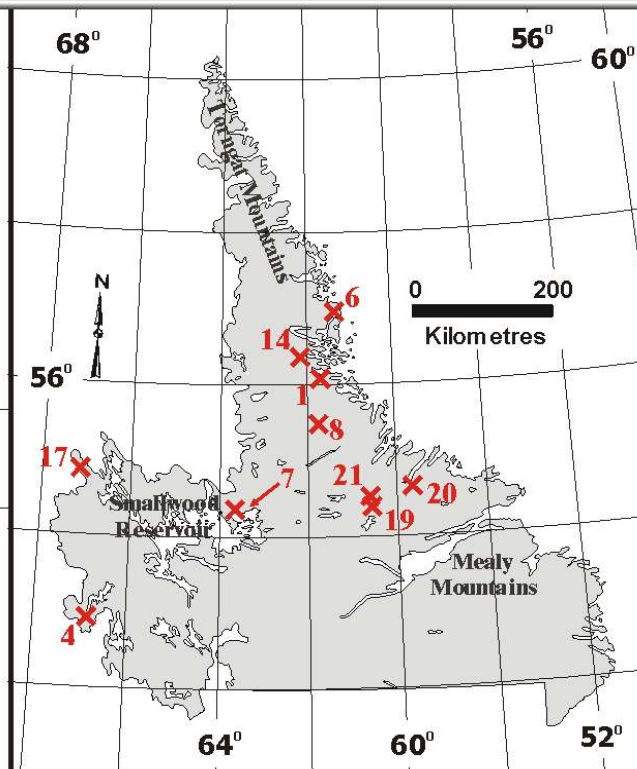 68°
56°
60°
Torngat Mountains
N
6
0 200
Kilometres
14
56°
1
8
17
7
21
20
Smallwood
Reservoir
19
Mealy
Mountains
4
64°
60°
52°